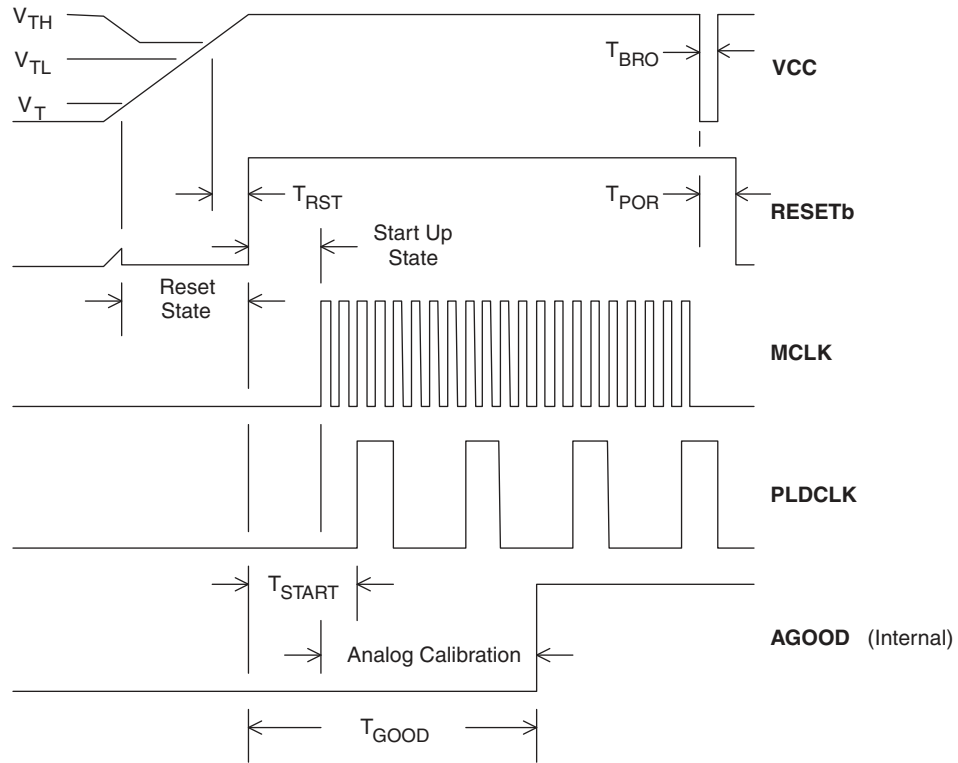 VTH
VTL
VT
TBRO
VCC
TRST
TPOR
RESETb
Start Up
State
Reset
State
MCLK
PLDCLK
TSTART
Analog Calibration
AGOOD (Internal)
TGOOD